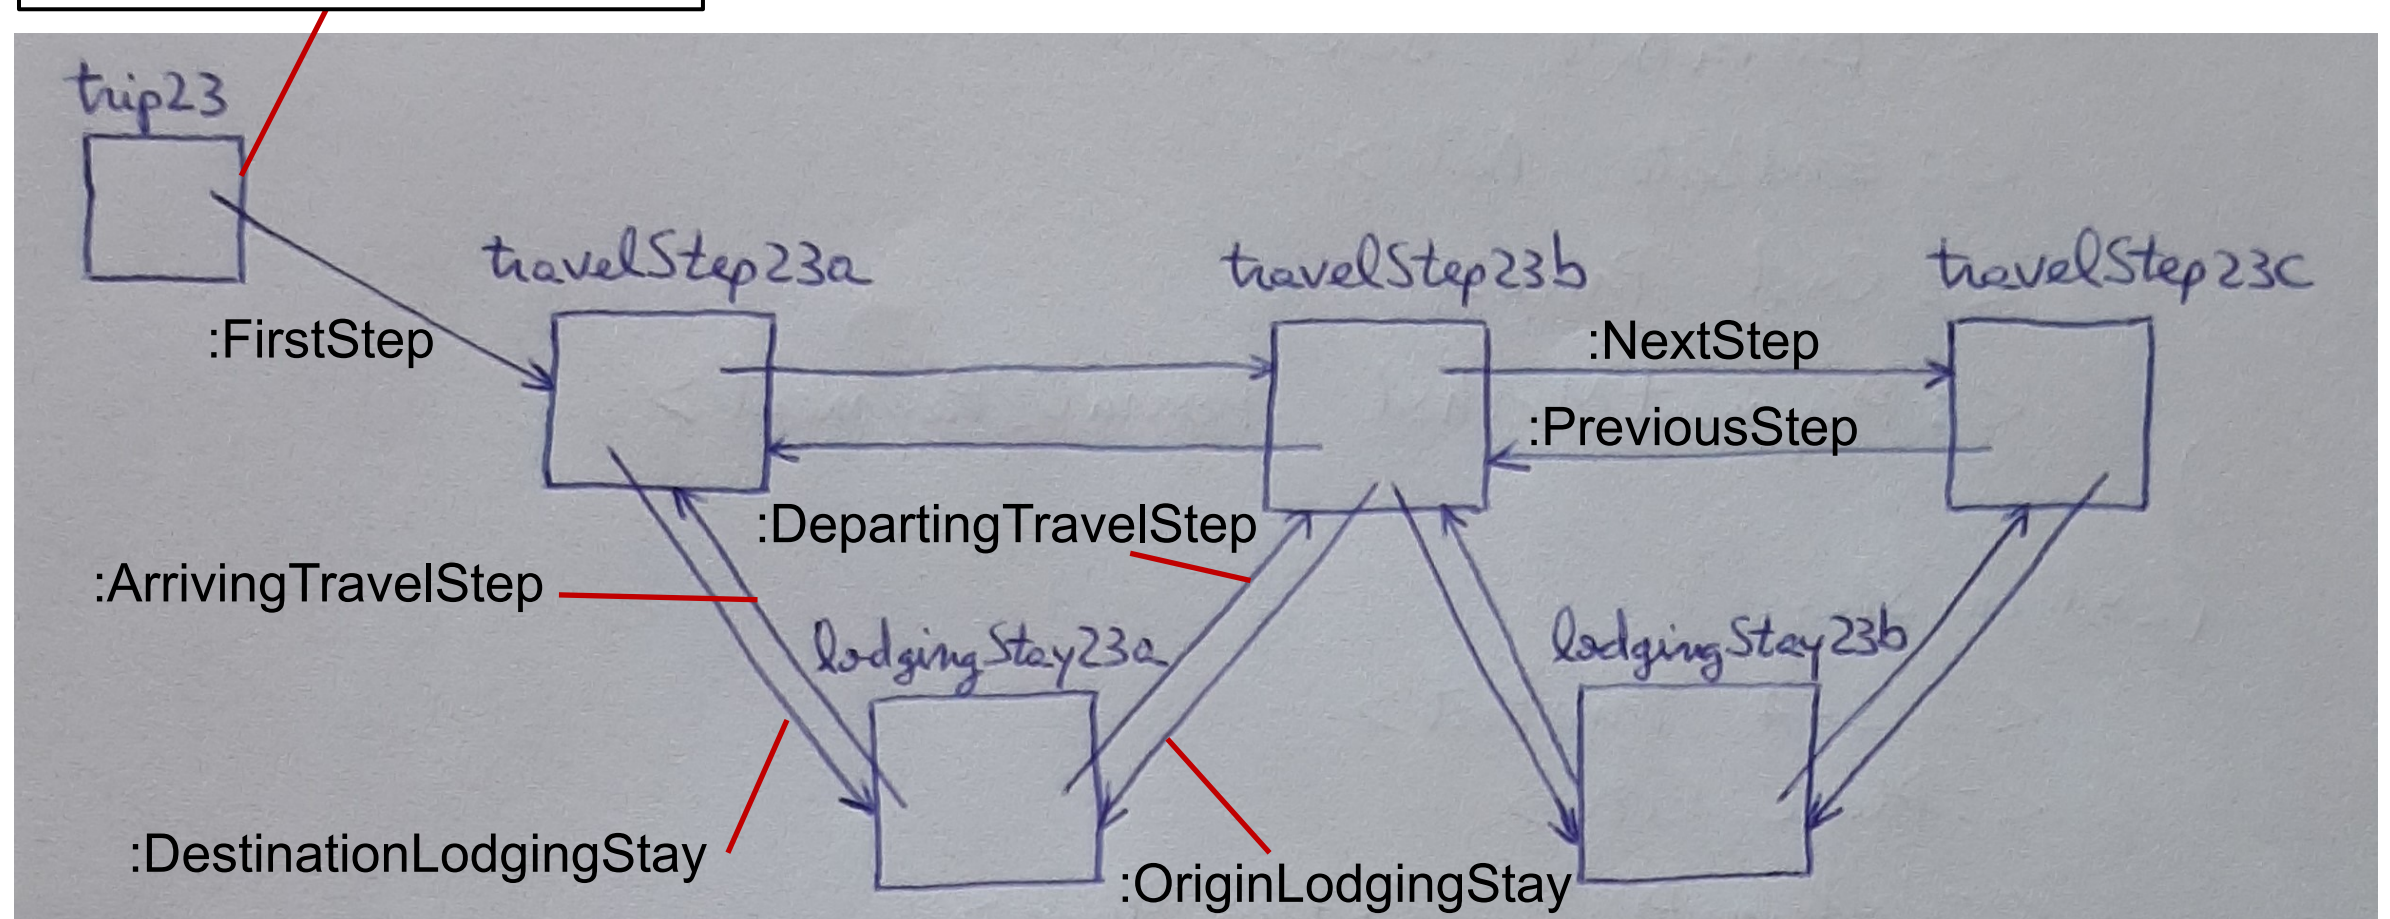 trip23
travelStep23a
travelStep23b
travelStep23c
:FirstStep
:NextStep
:PreviousStep
:DepartingTravelStep
:ArrivingTravelStep
lodgingStay23a
lodgingStay23b
:DestinationLodgingStay
:OriginLodgingStay